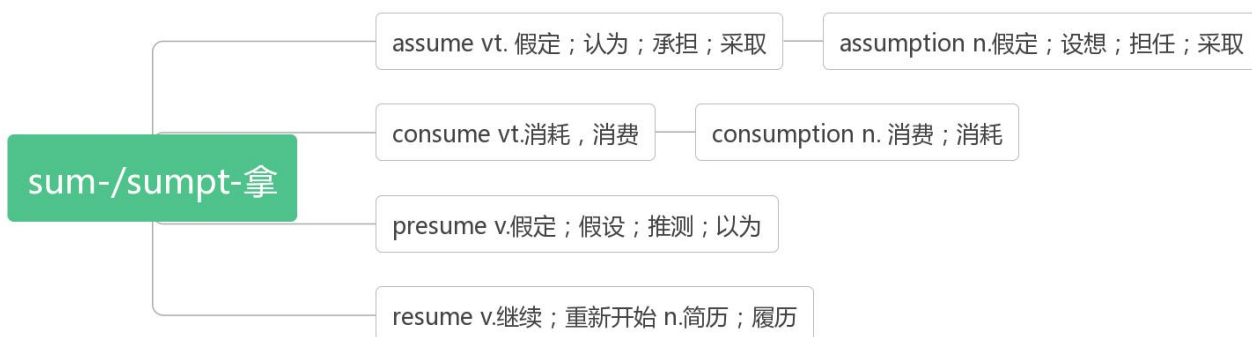 sum-/sumpt-拿
assume vt. 假定；认为；承担；采取
assumption n.假定；设想；担任；采取
consume vt.消耗，消费
consumption n. 消费；消耗
presume v.假定；假设；推测；以为
resume v.继续；重新开始 n.简历；履历